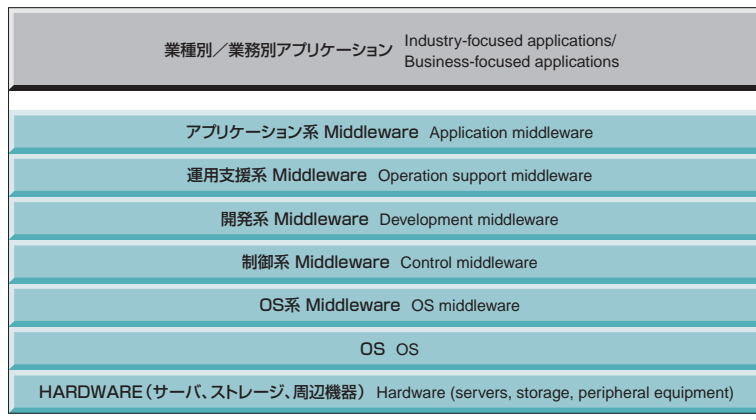 業種別／業務別アプリケーション Industry-focused applications/
Business-focused applications
アプリケーション系 Middleware Application middleware
運用支援系 Middleware Operation support middleware
開発系 Middleware Development middleware
制御系 Middleware Control middleware
OS系 Middleware OS middleware
OS OS
HARDWARE（サーバ、ストレージ、周辺機器） Hardware (servers, storage, peripheral equipment)